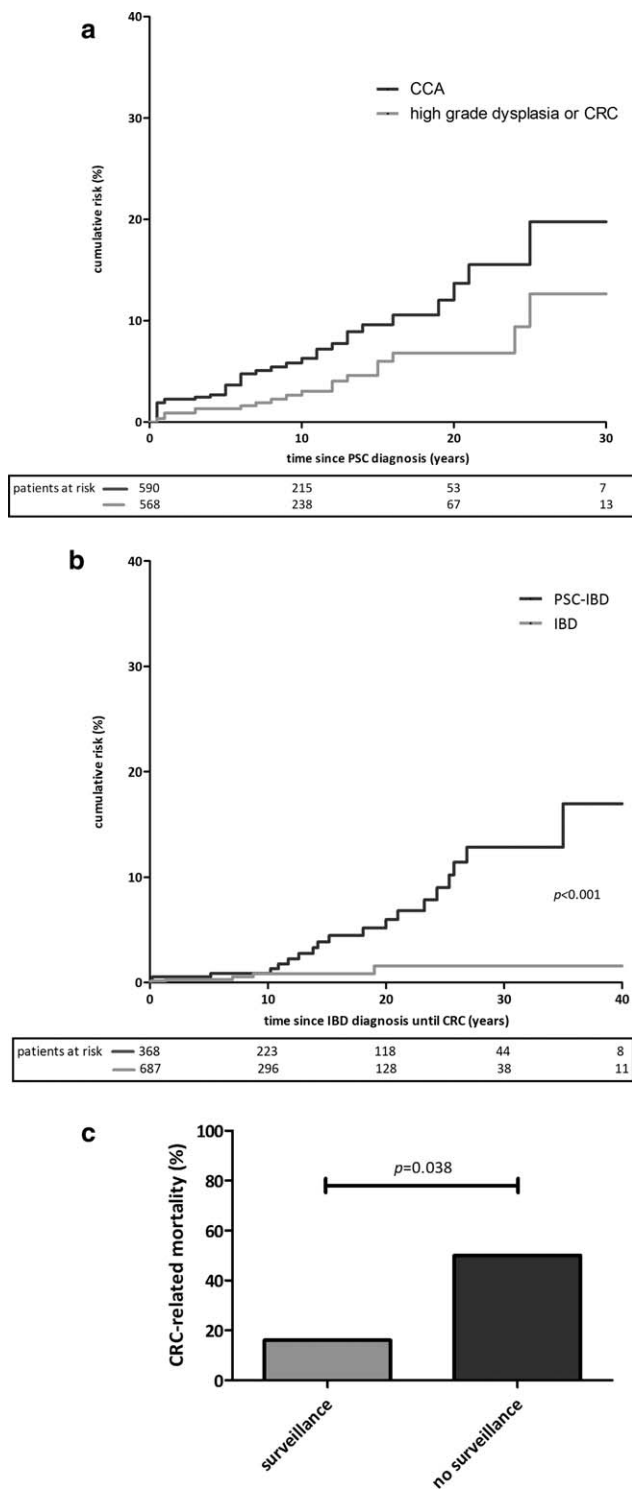 a
40
30
20
10
0
cumulative risk (%)
CCA
high grade dysplasia or CRC
0 10 20 30
time since PSC diagnosis (years)
patients at risk 590 215 53 7
568 238 67 13
b
40
30
20
10
0
cumulative risk (%)
PSC-IBD
IBD
p<0.001
0 10 20 30 40
time since IBD diagnosis until CRC (years)
patients at risk 368 223 118 44 8
687 296 128 38 11
c
100
80
60
40
20
0
CRC-related mortality (%)
p=0.038
surveillance
no surveillance